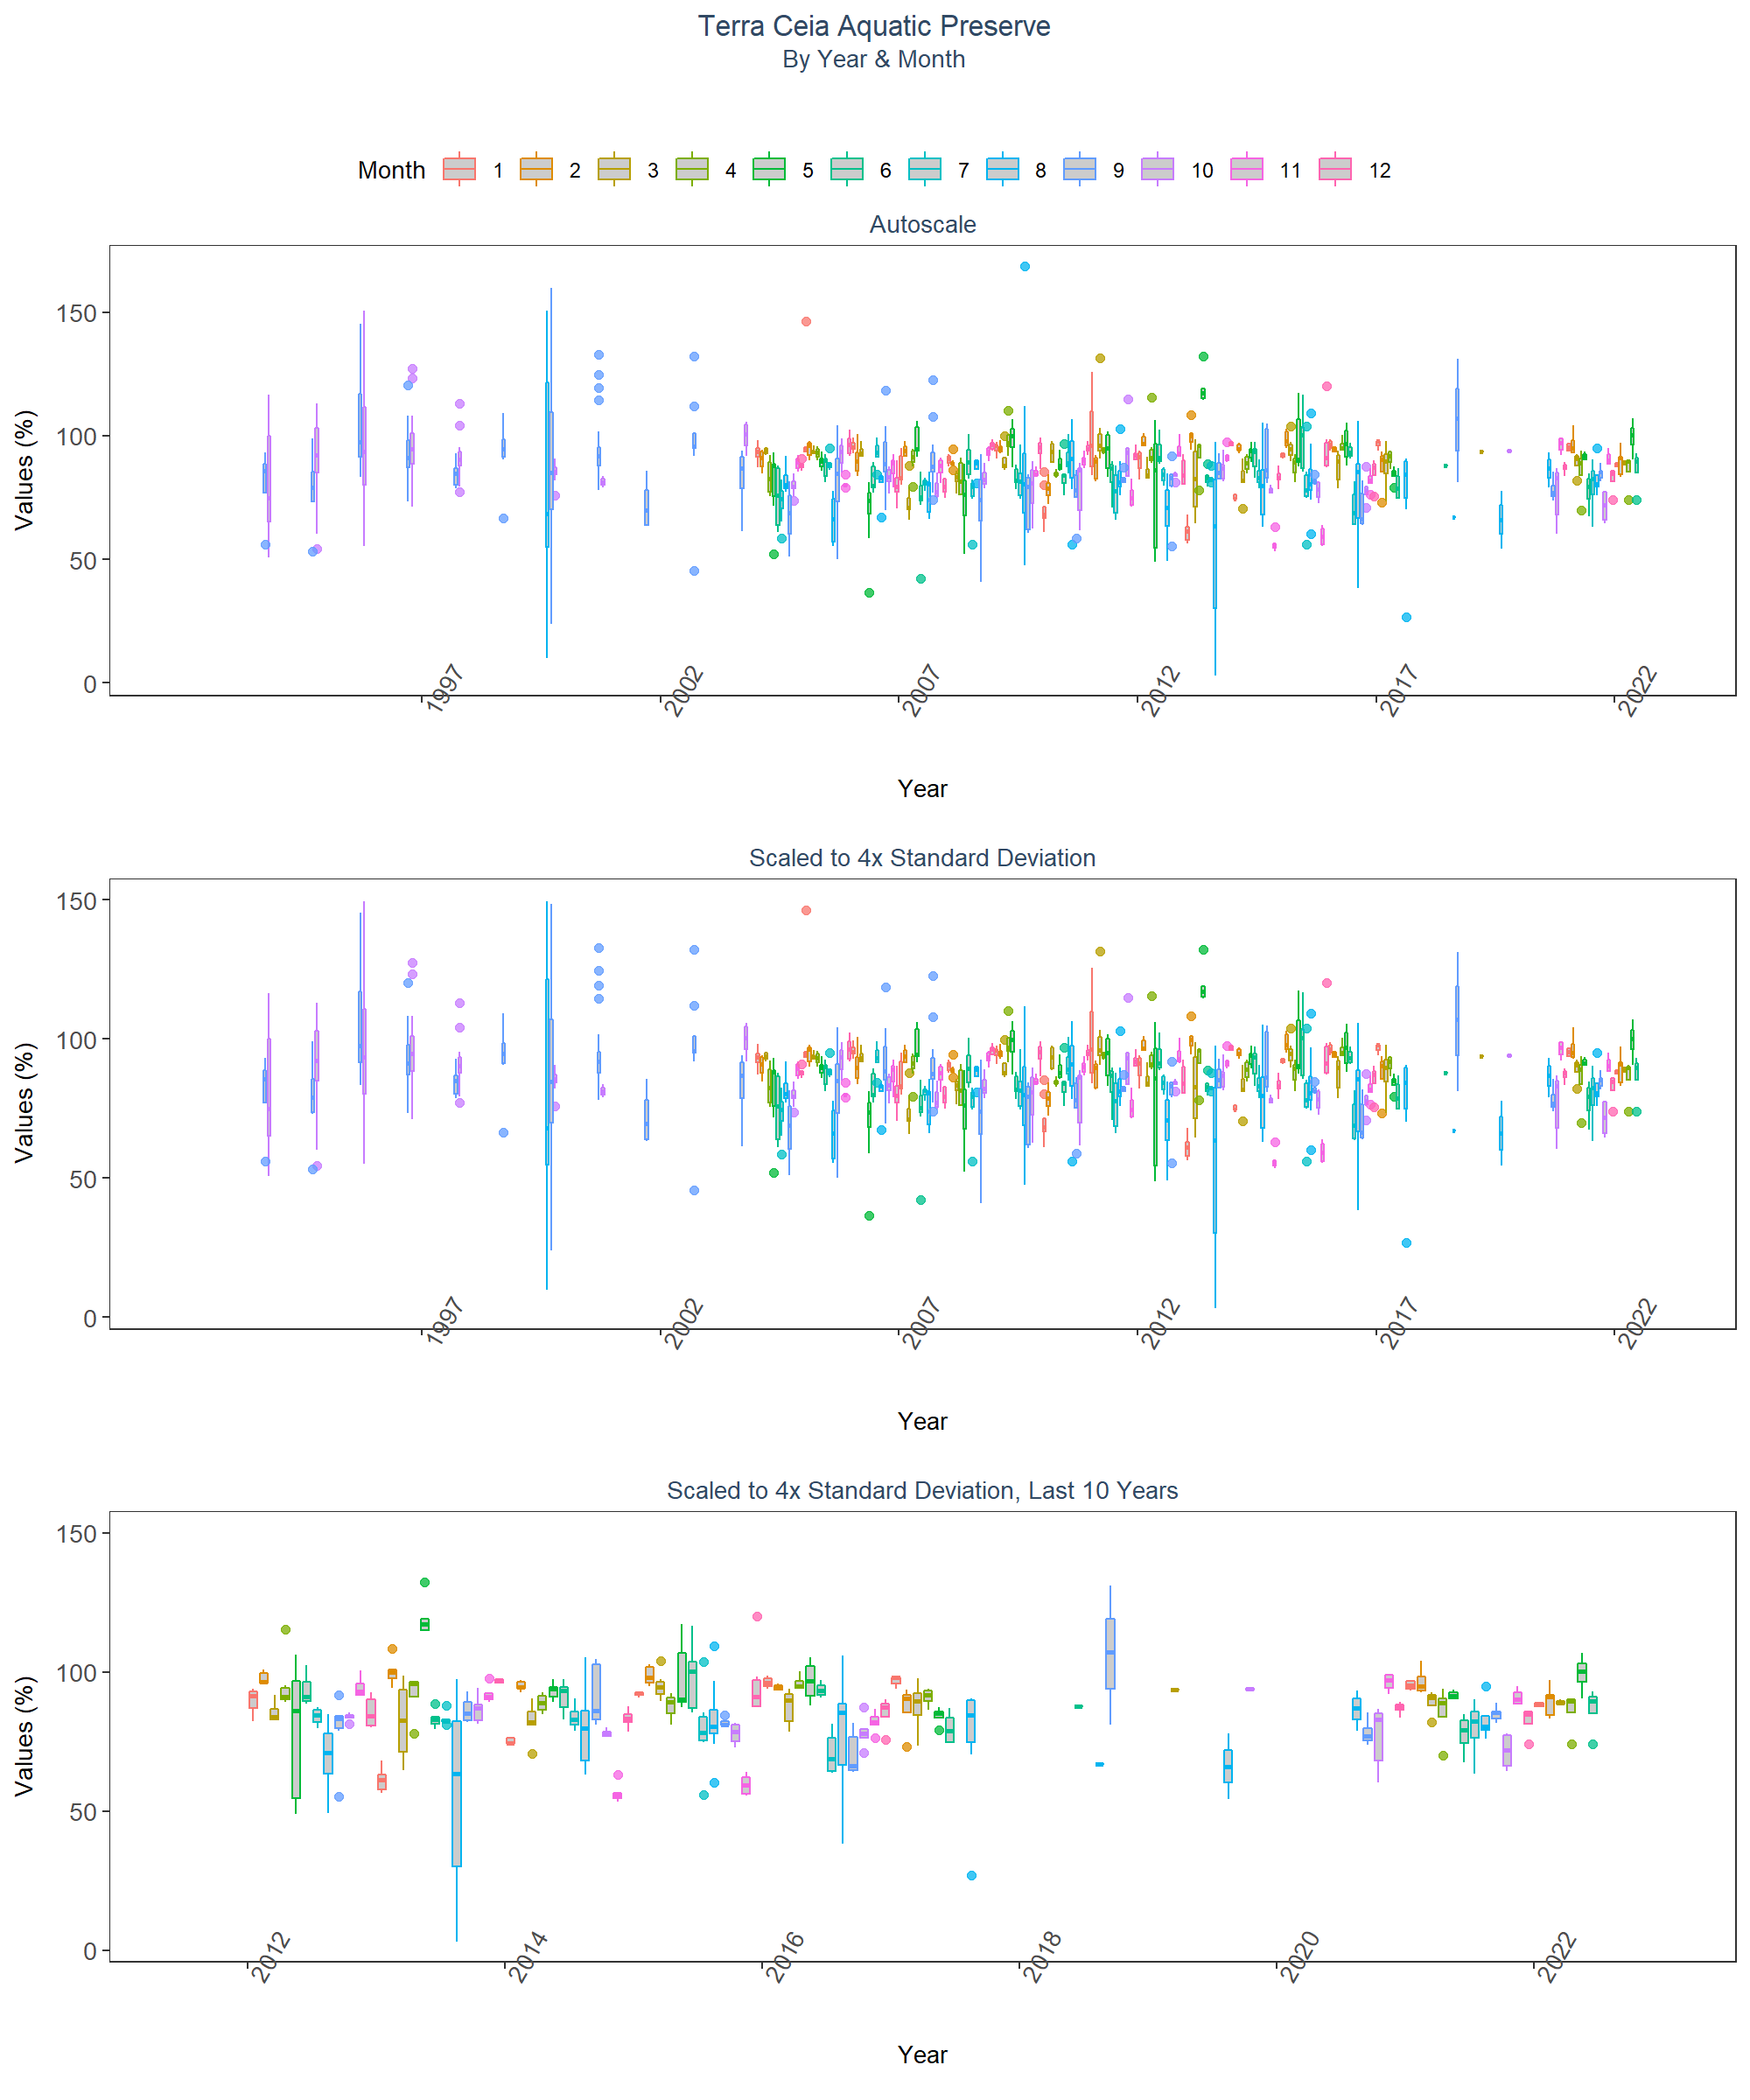 Terra Ceia Aquatic Preserve
By Year & Month
Month 1 2 3 4 5 6 7 8 9 10 11 12
Autoscale
Values (%)
150
100
50
0
1997 2002 2007 2012 2017 2022
Year
Scaled to 4x Standard Deviation
Values (%)
150
100
50
0
1997 2002 2007 2012 2017 2022
Year
Scaled to 4x Standard Deviation, Last 10 Years
Values (%)
150
100
50
0
2012 2014 2016 2018 2020 2022
Year